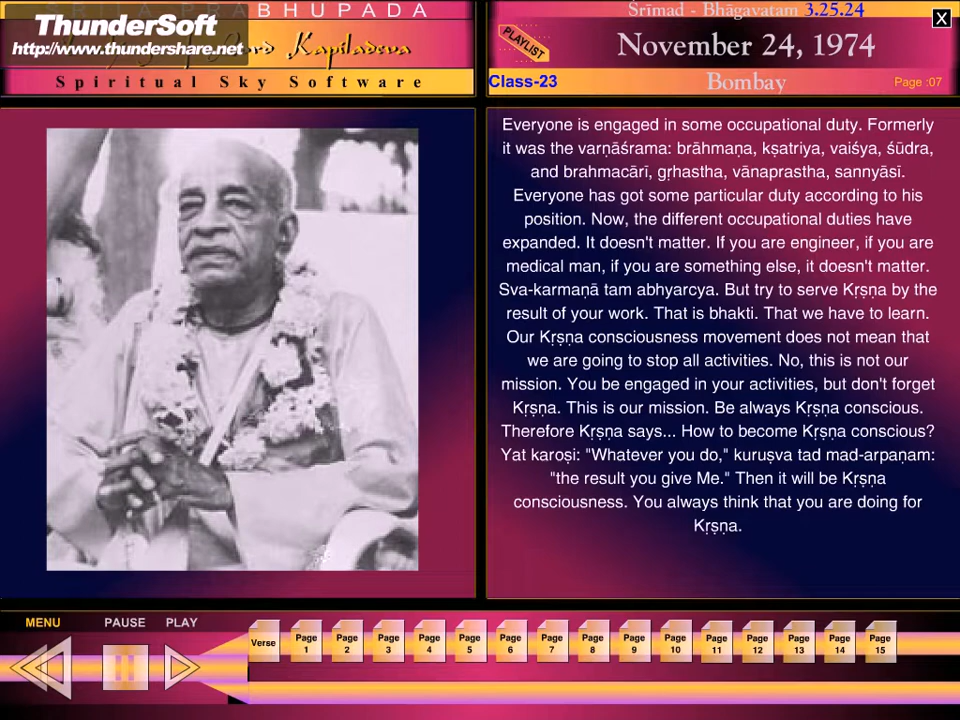 PRABHUPADA
ThunderSoft
http://www.thundershare.net
Lord Kapiladeva
Spiritual Sky Software
Śrīmad - Bhāgavatam 3.25.24
X
PLAYLIST
November 24, 1974
Class-23
Bombay
Page :07
Everyone is engaged in some occupational duty. Formerly
it was the varṇāśrama: brāhmaṇa, kṣatriya, vaiśya, śūdra,
and brahmacārī, gṛhastha, vānaprastha, sannyāsī.
Everyone has got some particular duty according to his
position. Now, the different occupational duties have
expanded. It doesn't matter. If you are engineer, if you are
medical man, if you are something else, it doesn't matter.
Sva-karmaṇā tam abhyarcya. But try to serve Kṛṣṇa by the
result of your work. That is bhakti. That we have to learn.
Our Kṛṣṇa consciousness movement does not mean that
we are going to stop all activities. No, this is not our
mission. You be engaged in your activities, but don't forget
Kṛṣṇa. This is our mission. Be always Kṛṣṇa conscious.
Therefore Kṛṣṇa says... How to become Kṛṣṇa conscious?
Yat karoṣi: "Whatever you do," kuruṣva tad mad-arpaṇam:
"the result you give Me." Then it will be Kṛṣṇa
consciousness. You always think that you are doing for
Kṛṣṇa.
MENU PAUSE PLAY
Verse Page 1 Page 2 Page 3 Page 4 Page 5 Page 6 Page 7 Page 8 Page 9 Page 10 Page 11 Page 12 Page 13 Page 14 Page 15